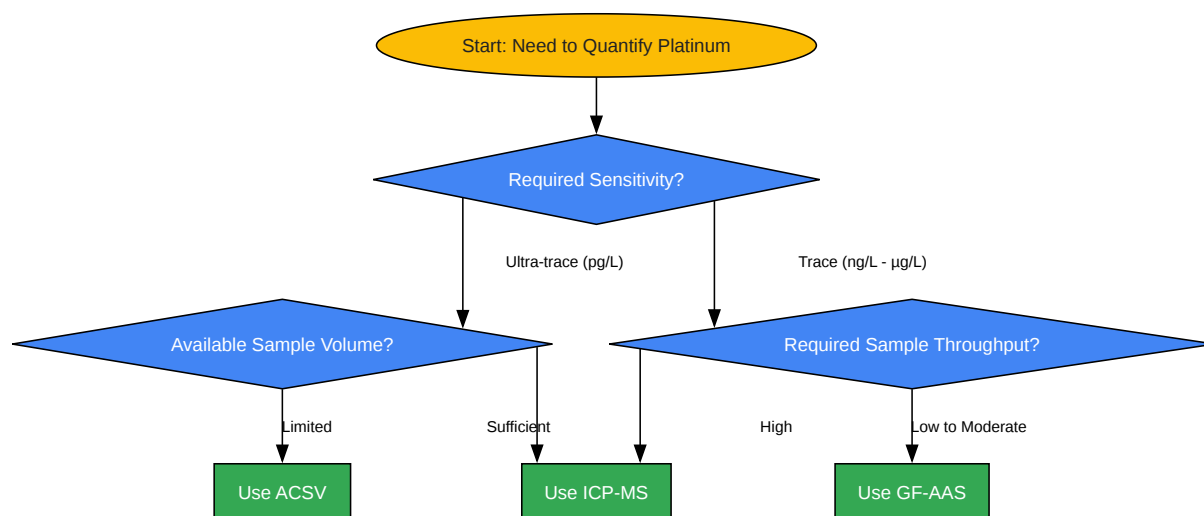 Start: Need to Quantify Platinum
Required Sensitivity?
Ultra-trace (pg/L)
Trace (ng/L - µg/L)
Available Sample Volume?
Required Sample Throughput?
Limited
Sufficient
High
Low to Moderate
Use ACSV
Use ICP-MS
Use GF-AAS